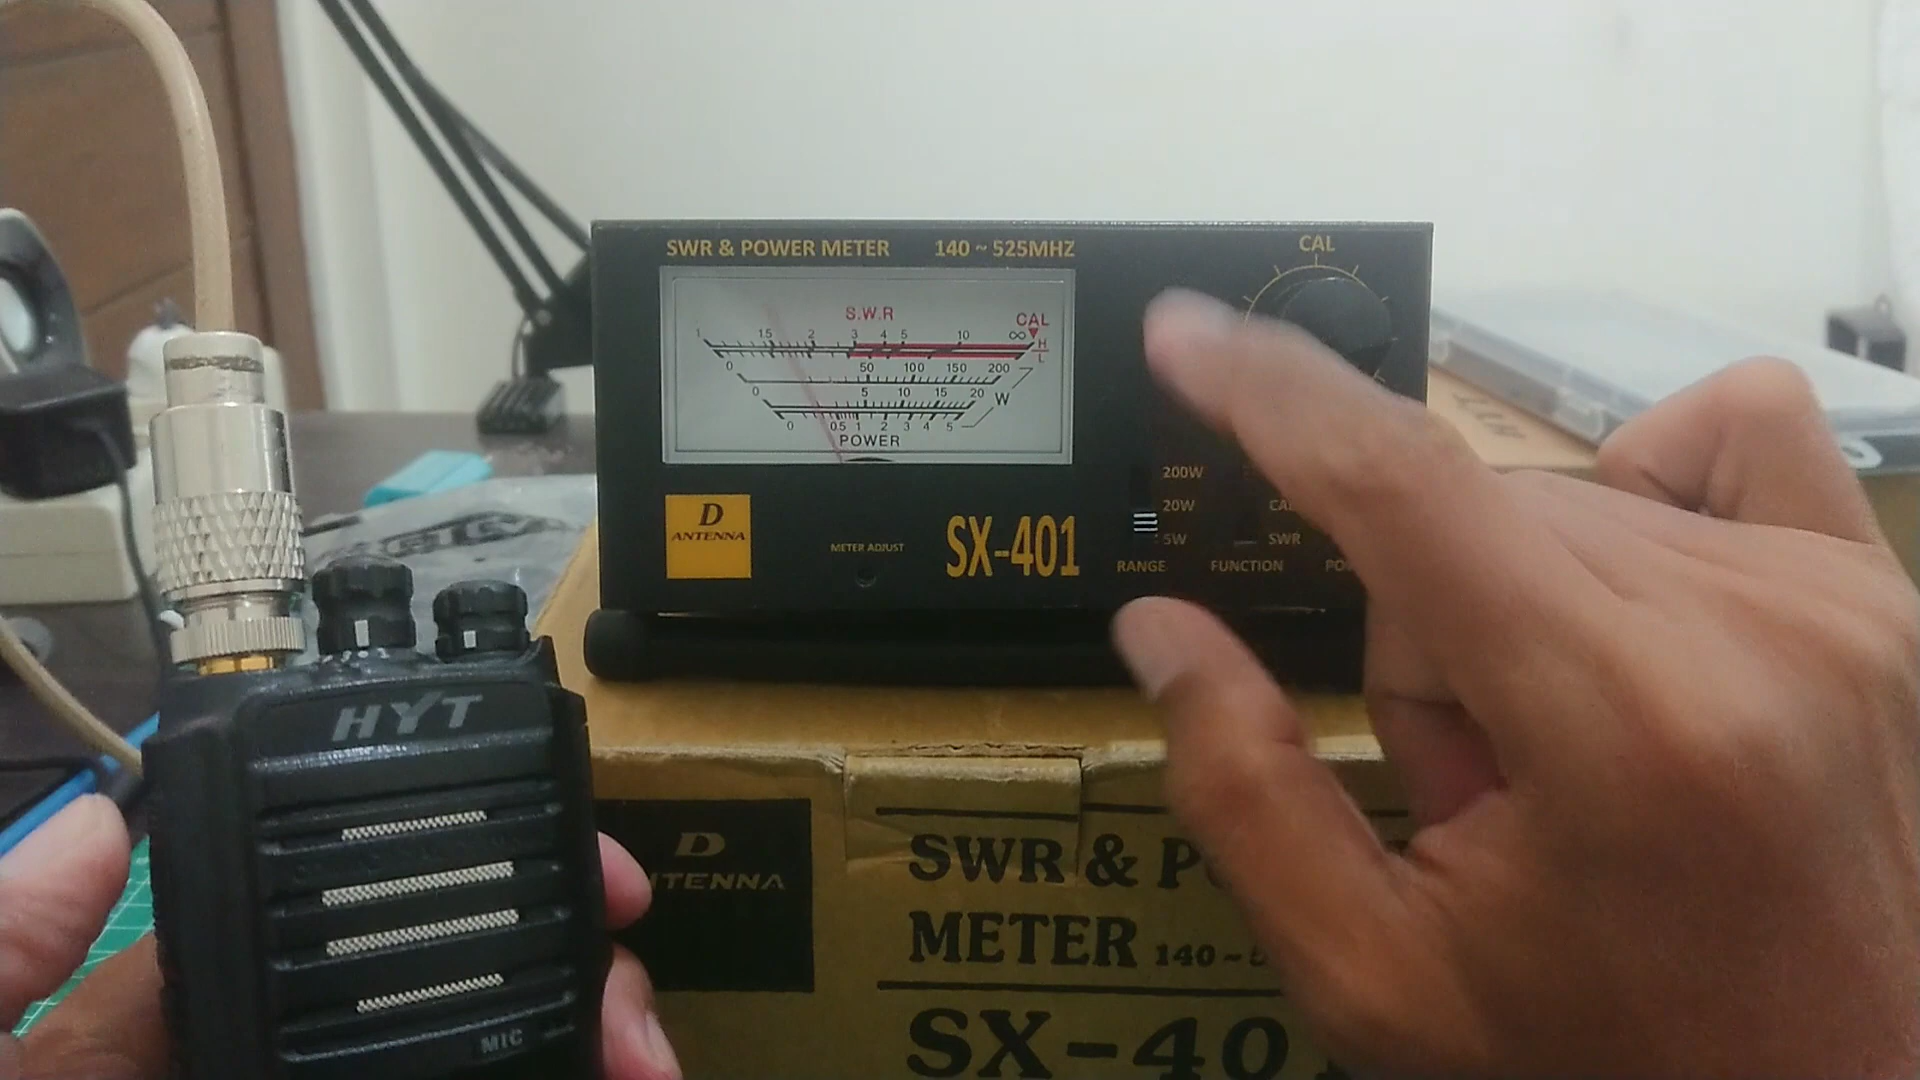 SWR & POWER METER 140 ~ 525MHZ
CAL
S.W.R
CAL
1 1.5 2 3 4 5 10 ∞ H
L
0 50 100 150 200
0 5 10 15 20 W
0 0.5 1 2 3 4 5
POWER
D
ANTENNA
METER ADJUST
SX-401
200W
20W
5W
SWR
RANGE
FUNCTION
HYT
MIC
D
SWR &
METER 140~
SX-40